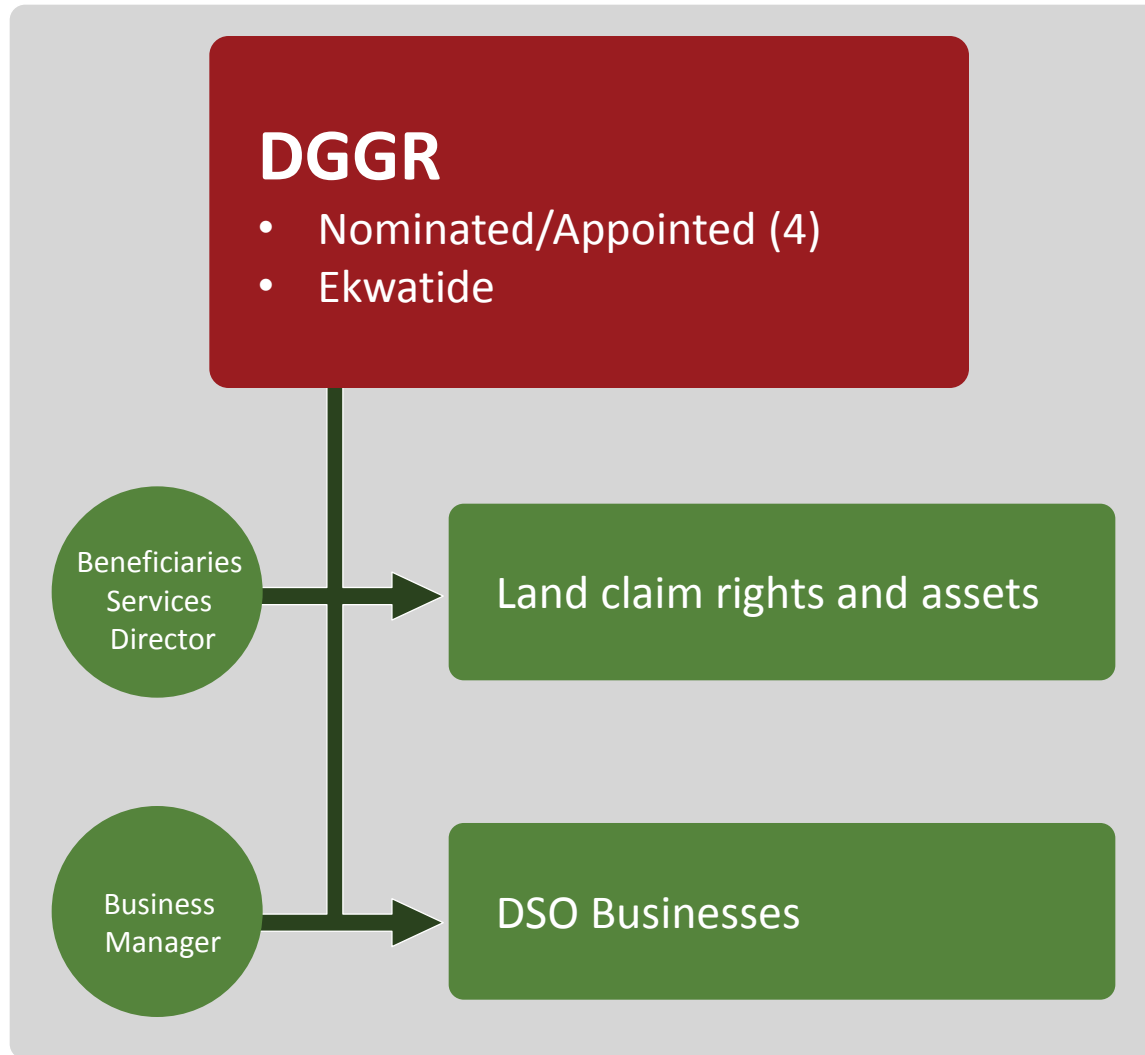 DGGR
• Nominated/Appointed (4)
• Ekwatide
Beneficiaries
Services
Director
Land claim rights and assets
Business
Manager
DSO Businesses